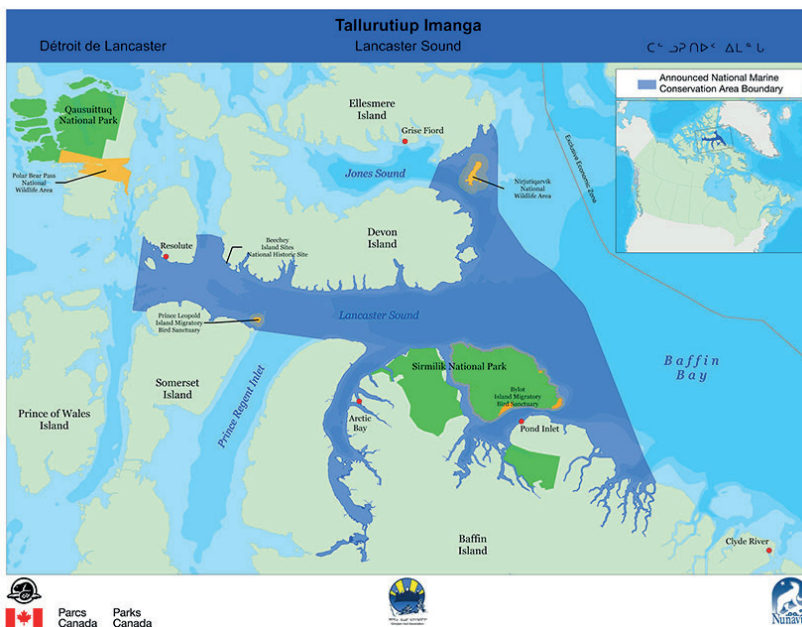 Tallurutiup Imanga
Détroit de Lancaster
Lancaster Sound
ᑕᓪᓗᕈᑎᐅᑉ ᐃᒪᖓ
Announced National Marine
Conservation Area Boundary
Qausuittuq
National Park
Ellesmere
Island
Grise Fiord
Exclusive Economic Zone
Polar Bear Pass
National
Wildlife Area
Jones Sound
Nirjutiqarvik
National
Wildlife Area
Devon
Island
Resolute
Beechey
Island Sites
National Historic Site
Prince Leopold
Island Migratory
Bird Sanctuary
Lancaster Sound
Baffin
Bay
Sirmilik National Park
Somerset
Island
Prince Regent Inlet
Bylot
Island Migratory
Bird Sanctuary
Prince of Wales
Island
Arctic
Bay
Pond Inlet
Baffin
Island
Clyde River
Parcs
Canada
Parks
Canada
Nunavut